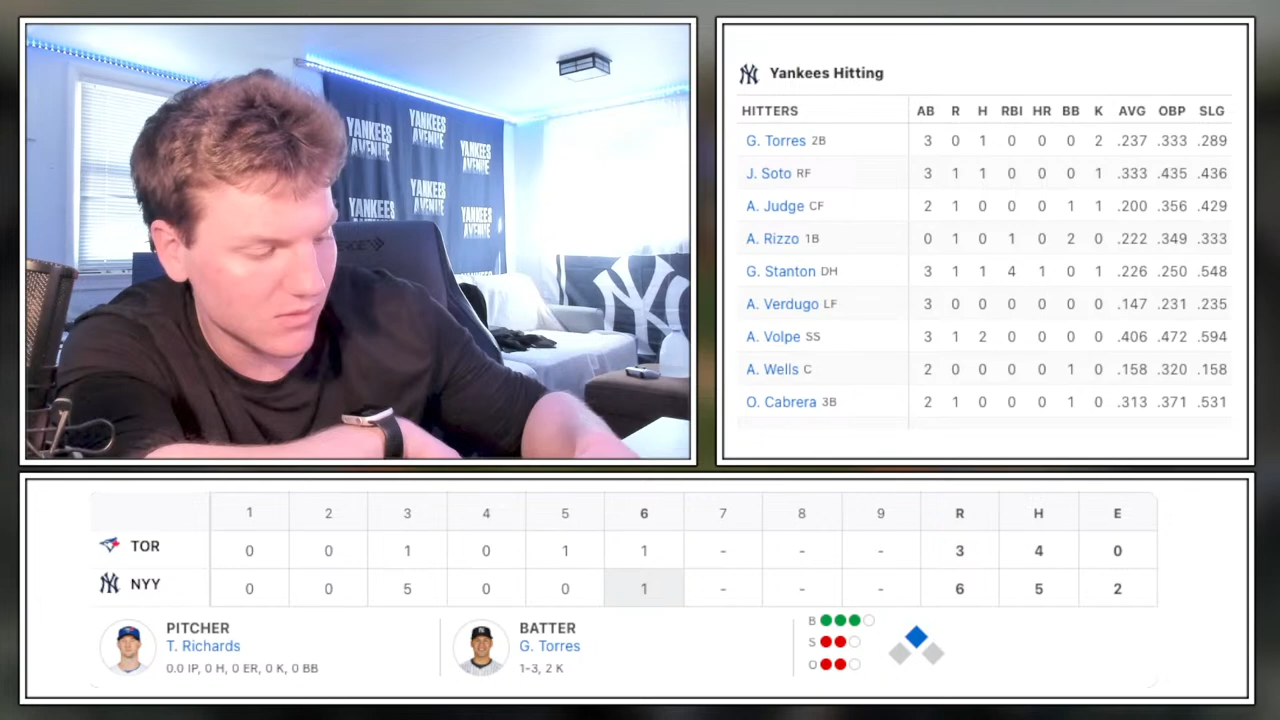 YANKEES AVENUE
YANKEES AVENUE
YANKEES AVENUE
YANKEES AVENUE
YANKEES AVENUE
YANKEES
YANKEES
NY
Yankees Hitting
HITTERS AB R H RBI HR BB K AVG OBP SLG
G. Torres 2B 3 0 1 0 0 0 2 .237 .333 .289
J. Soto RF 3 1 1 0 0 0 1 .333 .435 .436
A. Judge CF 2 1 0 0 0 1 1 .200 .356 .429
A. Rizzo 1B 0 1 0 1 0 2 0 .222 .349 .333
G. Stanton DH 3 1 1 4 1 0 1 .226 .250 .548
A. Verdugo LF 3 0 0 0 0 0 0 .147 .231 .235
A. Volpe SS 3 1 2 0 0 0 0 .406 .472 .594
A. Wells C 2 0 0 0 0 1 0 .158 .320 .158
O. Cabrera 3B 2 1 0 0 0 1 0 .313 .371 .531
1 2 3 4 5 6 7 8 9 R H E
TOR 0 0 1 0 1 1 - - - 3 4 0
NYY 0 0 5 0 0 1 - - - 6 5 2
PITCHER
T. Richards
0.0 IP, 0 H, 0 ER, 0 K, 0 BB
BATTER
G. Torres
1-3, 2 K
B
S
O